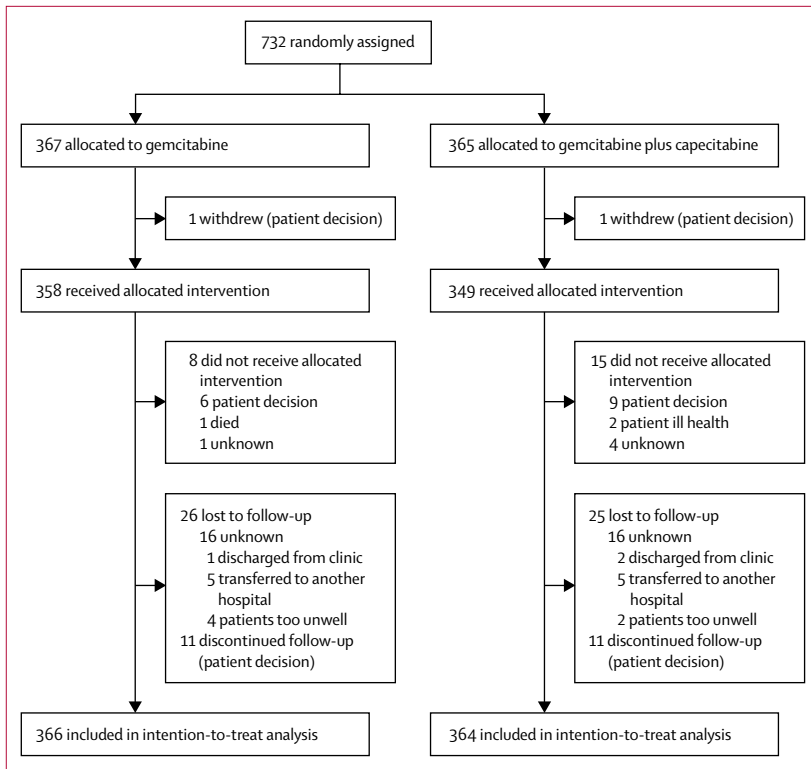 732 randomly assigned
367 allocated to gemcitabine
365 allocated to gemcitabine plus capecitabine
1 withdrew (patient decision)
1 withdrew (patient decision)
358 received allocated intervention
349 received allocated intervention
8 did not receive allocated
intervention
6 patient decision
1 died
1 unknown
15 did not receive allocated
intervention
9 patient decision
2 patient ill health
4 unknown
26 lost to follow-up
16 unknown
1 discharged from clinic
5 transferred to another
hospital
4 patients too unwell
11 discontinued follow-up
(patient decision)
25 lost to follow-up
16 unknown
2 discharged from clinic
5 transferred to another
hospital
2 patients too unwell
11 discontinued follow-up
(patient decision)
366 included in intention-to-treat analysis
364 included in intention-to-treat analysis